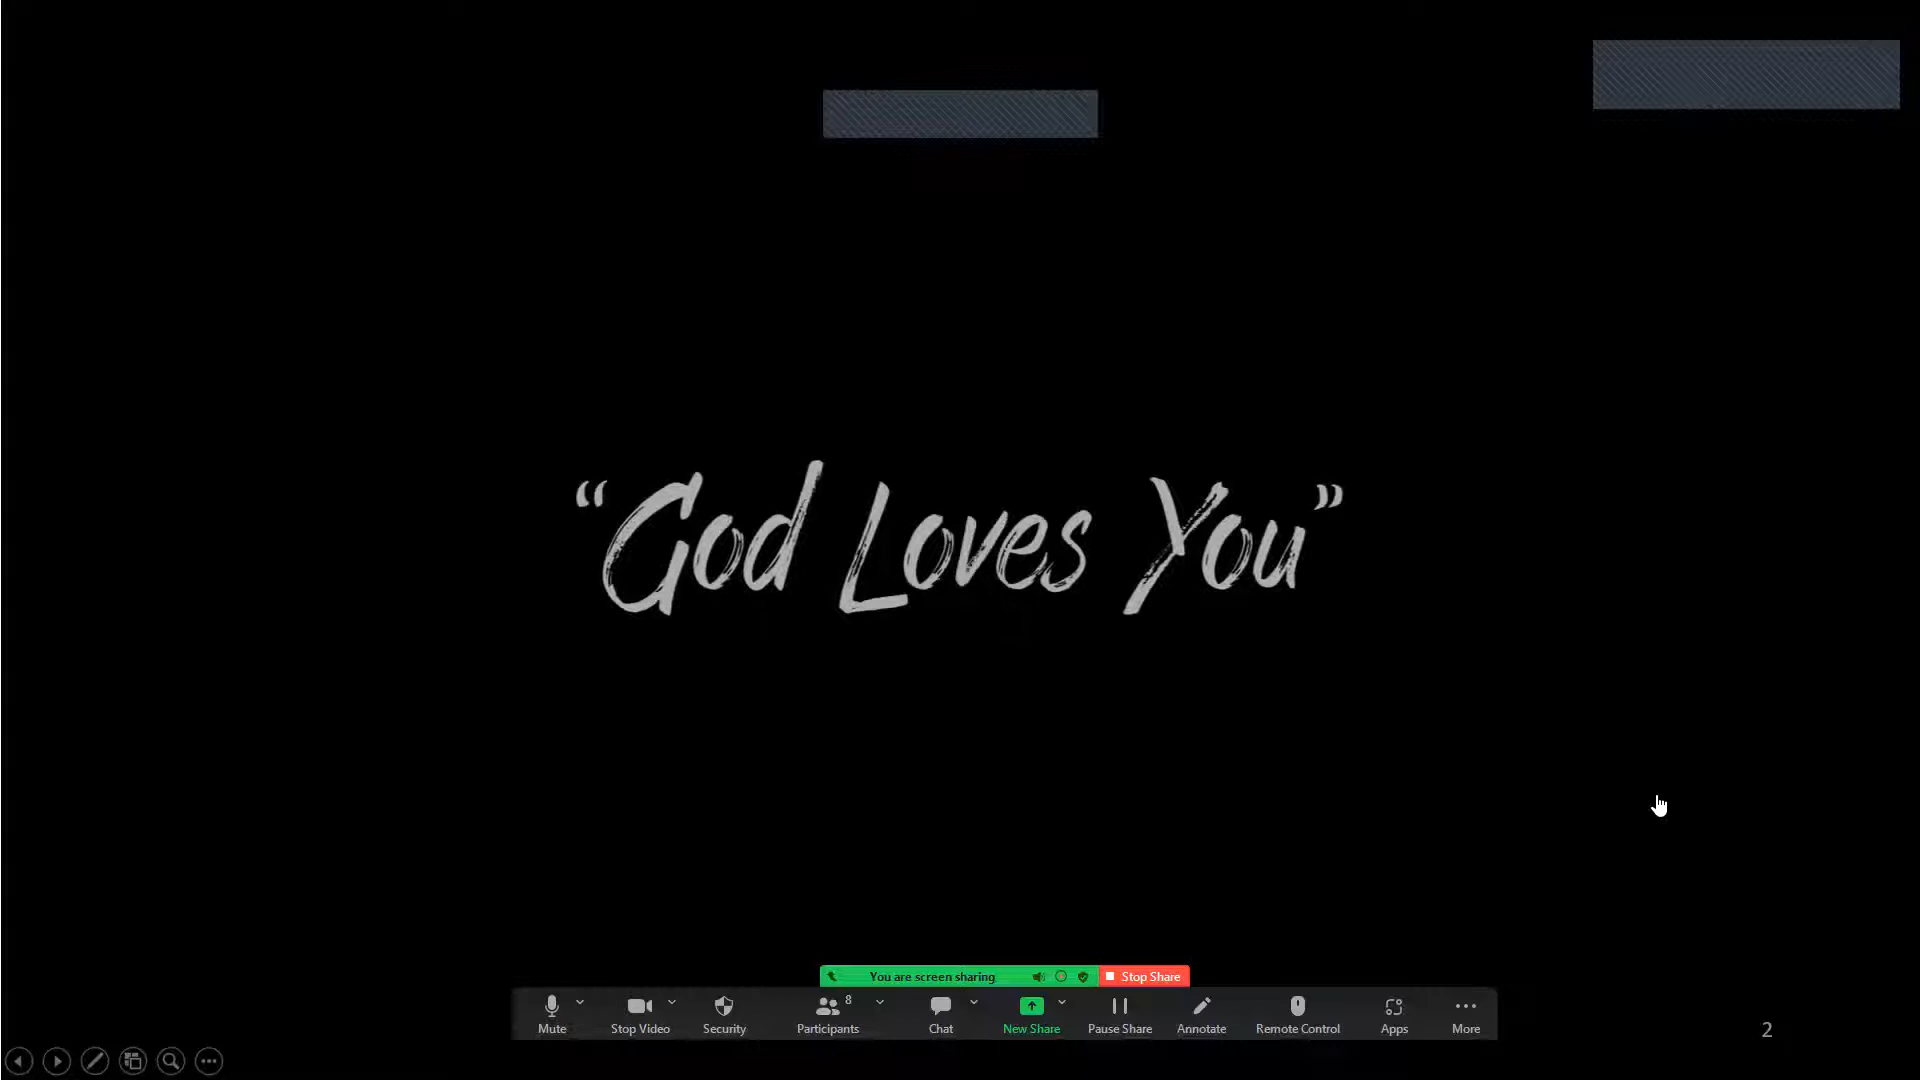 “God Loves You”
You are screen sharing
Stop Share
8
Mute
Stop Video
Security
Participants
Chat
New Share
Pause Share
Annotate
Remote Control
Apps
More
2